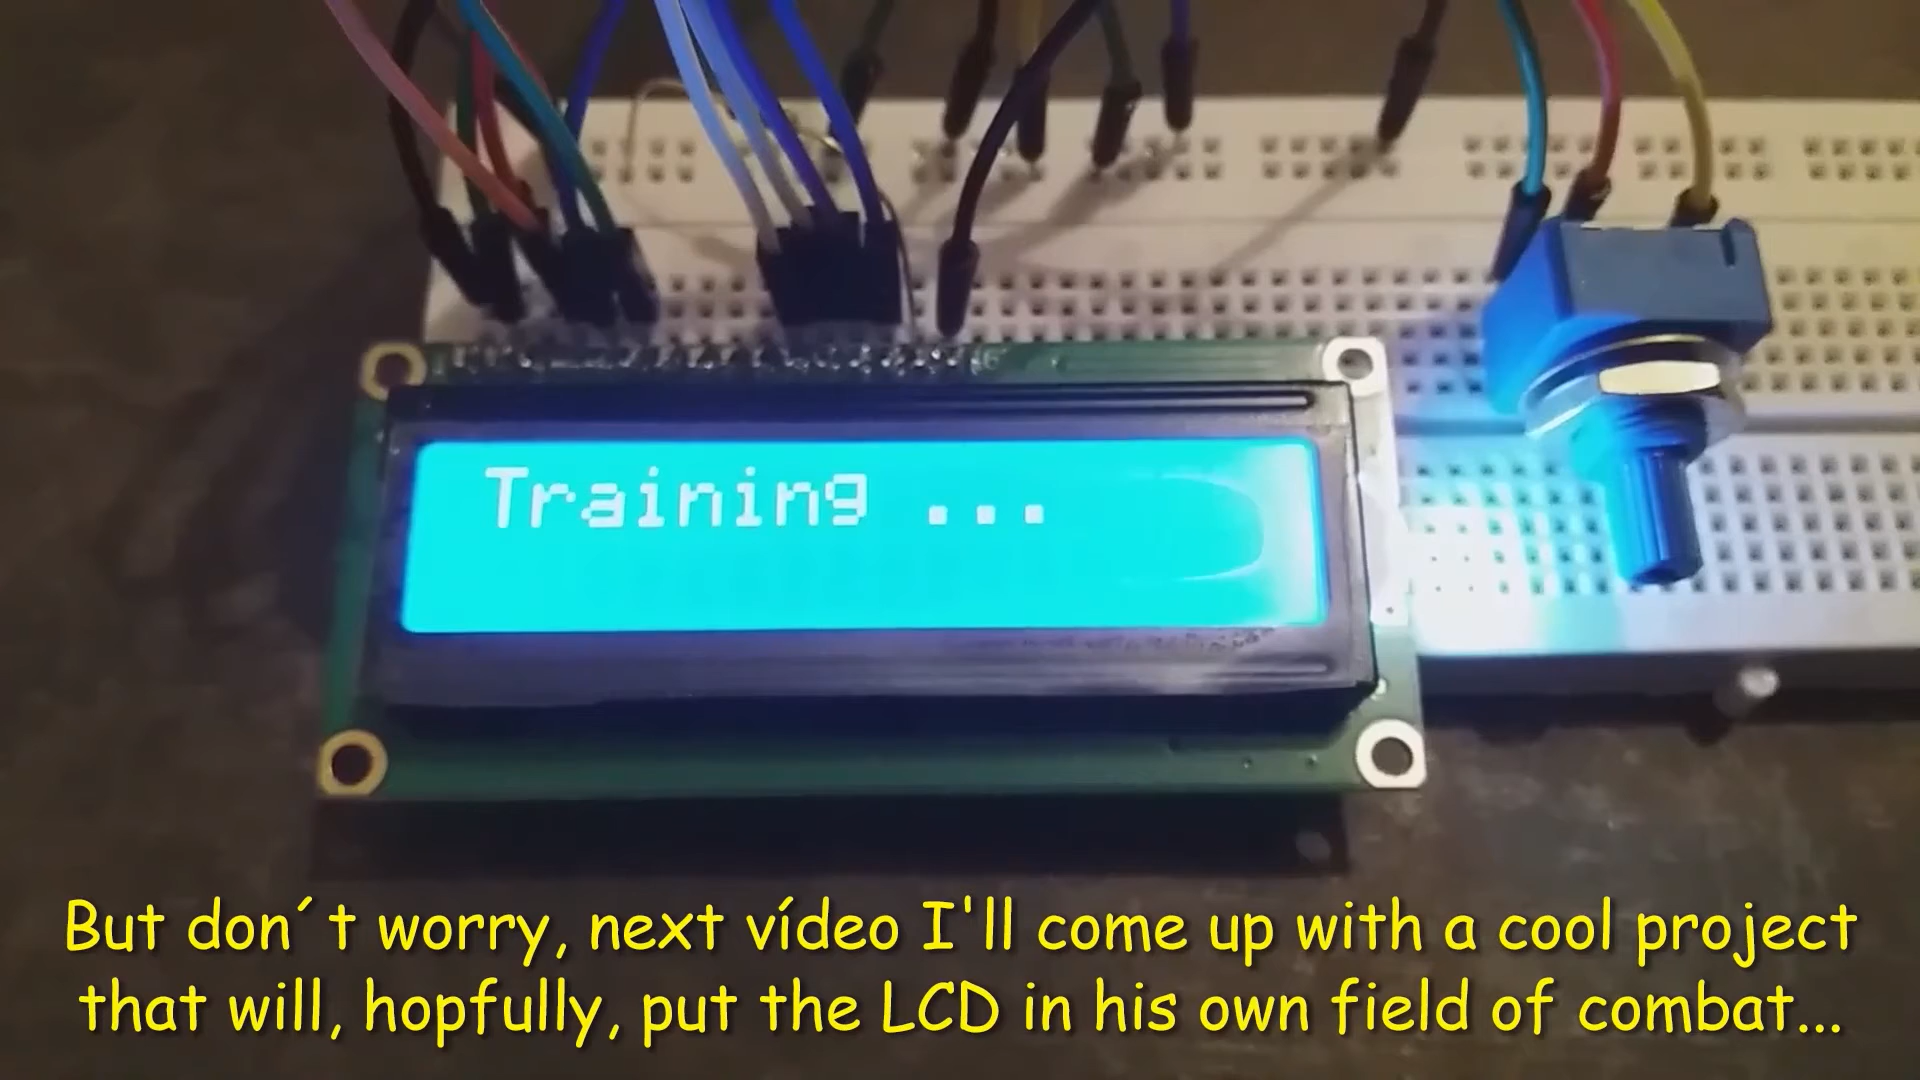 Training ...
But don´t worry, next vídeo I'll come up with a cool project
that will, hopfully, put the LCD in his own field of combat...